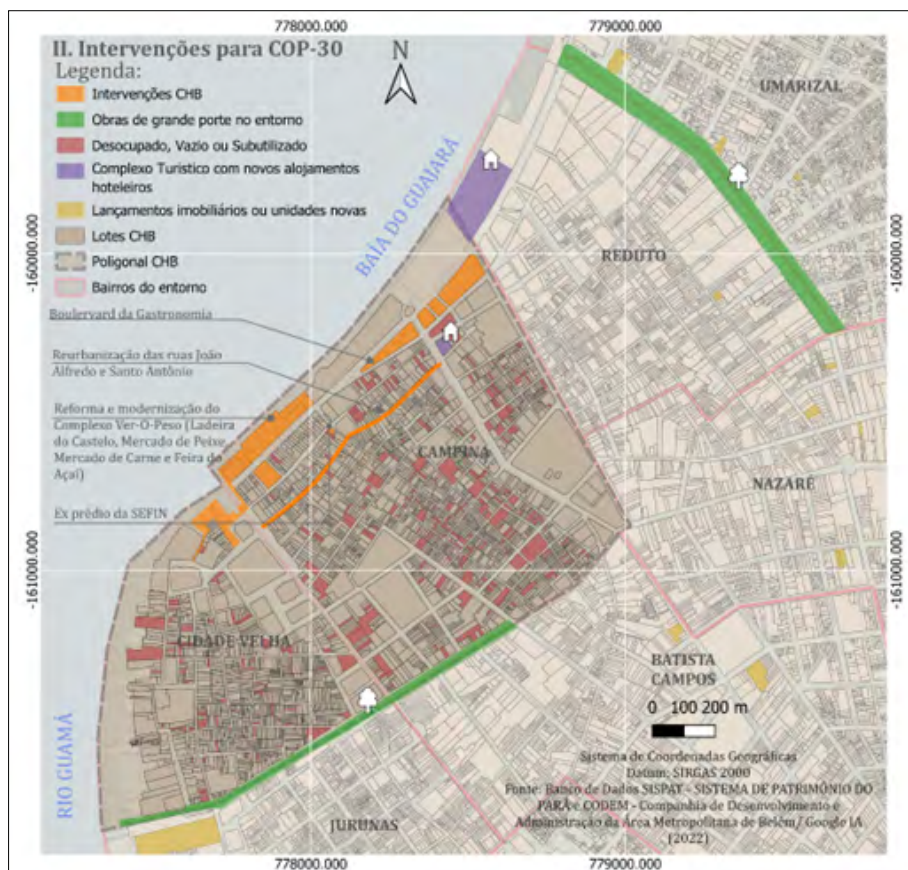 778000.000
779000.000
II. Intervenções para COP-30
Legenda:
Intervenções CHB
Obras de grande porte no entorno
Desocupado, Vazio ou Subutilizado
Complexo Turistico com novos alojamentos
hoteleiros
Lançamentos imobiliários ou unidades novas
Lotes CHB
Poligonal CHB
Bairros do entorno
N
UMARIZAL
BAÍA DO GUAIARÁ
-160000.000
-160000.000
REDUTO
Boulevard da Gastronomia
Reurbanização das ruas João
Alfredo e Santo Antônio
Reforma e modernização do
Complexo Ver-O-Peso (Ladeira
do Castelo, Mercado de Peixe,
Mercado de Carne e Feira do
Açaí)
CAMPINA
NAZARÉ
Ex prédio da SEFIN
-161000.000
-161000.000
CIDADE VELHA
BATISTA
CAMPOS
0 100 200 m
RIO GUAMÁ
JURUNAS
Sistema de Coordenadas Geográficas
Datum: SIRGAS 2000
Fonte: Banco de Dados SISPAT - SISTEMA DE PATRIMÔNIO DO
PARÁ e CODEM - Companhia de Desenvolvimento e
Administração da Área Metropolitana de Belém/ Google IA
(2022)
778000.000
779000.000